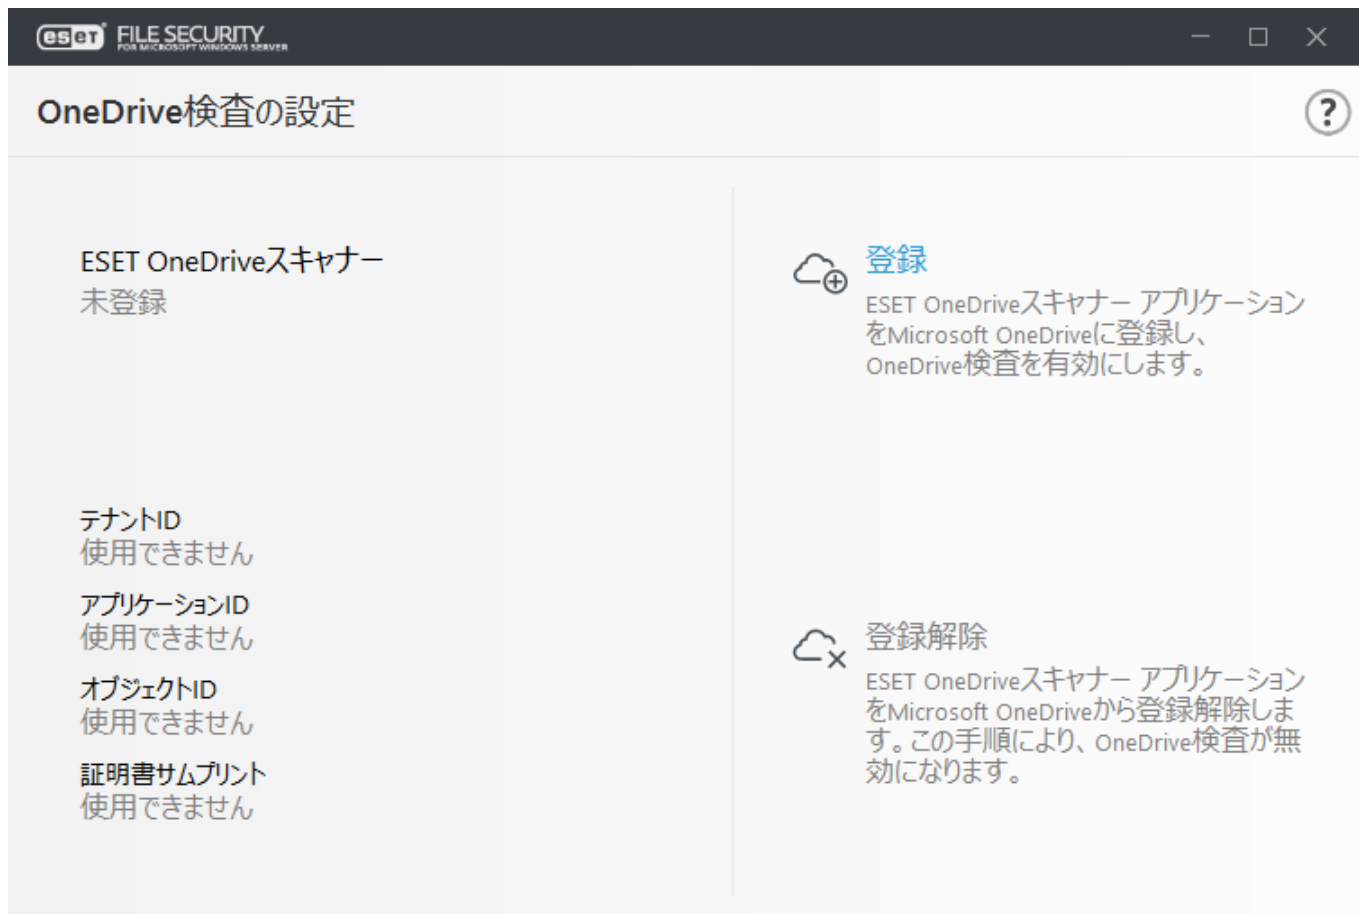 eset FILE SECURITY
FOR MICROSOFT WINDOWS SERVER
OneDrive検査の設定
?
ESET OneDriveスキャナー
未登録
テナントID
使用できません
アプリケーションID
使用できません
オブジェクトID
使用できません
証明書サムプリント
使用できません
登録
ESET OneDriveスキャナー アプリケーション
をMicrosoft OneDriveに登録し、
OneDrive検査を有効にします。
登録解除
ESET OneDriveスキャナー アプリケーション
をMicrosoft OneDriveから登録解除しま
す。この手順により、OneDrive検査が無
効になります。